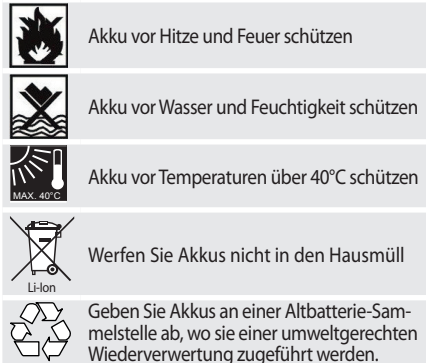 Akku vor Hitze und Feuer schützen
Akku vor Wasser und Feuchtigkeit schützen
MAX. 40°C
Akku vor Temperaturen über 40°C schützen
Li-Ion
Werfen Sie Akkus nicht in den Hausmüll
Geben Sie Akkus an einer Altbatterie-Sam-
melstelle ab, wo sie einer umweltgerechten
Wiederverwertung zugeführt werden.